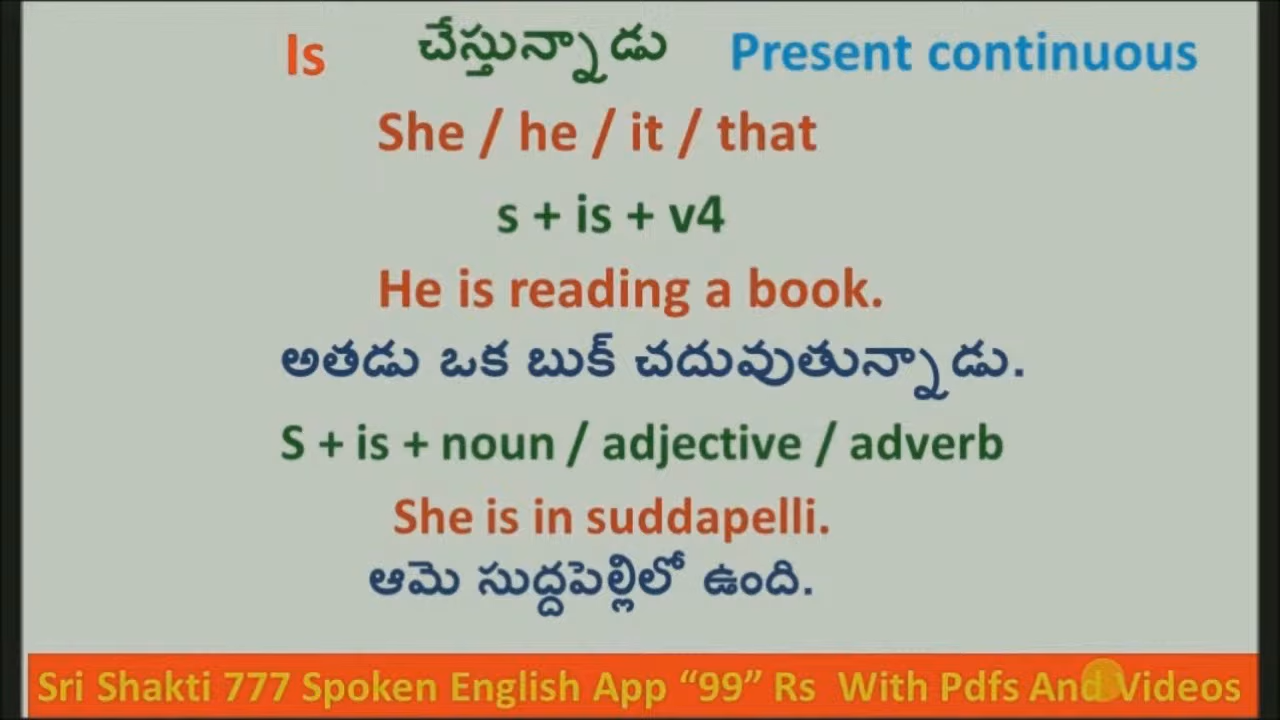 Is చేస్తున్నాడు Present continuous
She / he / it / that
s + is + v4
He is reading a book.
అతడు ఒక బుక్ చదువుతున్నాడు.
S + is + noun / adjective / adverb
She is in suddapelli.
ఆమె సుద్దపెల్లిలో ఉంది.
Sri Shakti 777 Spoken English App “99” Rs With Pdfs And Videos